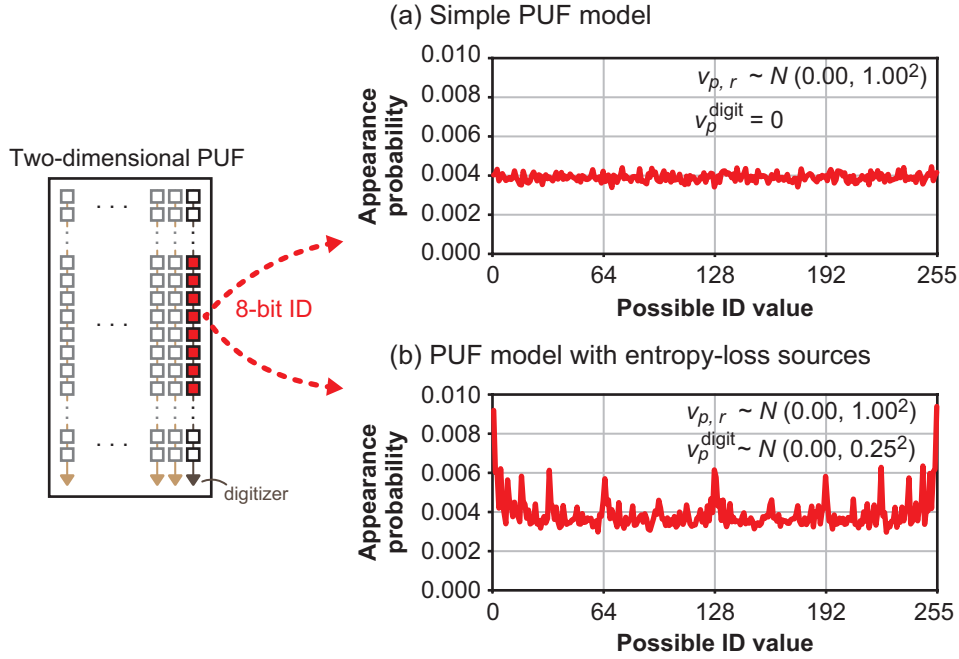 (a) Simple PUF model
0.010
0.008
0.006
0.004
0.002
0.000
Appearance
probability
v_{p, r} ~ N (0.00, 1.00²)
v_p^{digit} = 0
0 64 128 192 255
Possible ID value
Two-dimensional PUF
. . .
. . .
. . .
digitizer
8-bit ID
(b) PUF model with entropy-loss sources
0.010
0.008
0.006
0.004
0.002
0.000
Appearance
probability
v_{p, r} ~ N (0.00, 1.00²)
v_p^{digit} ~ N (0.00, 0.25²)
0 64 128 192 255
Possible ID value